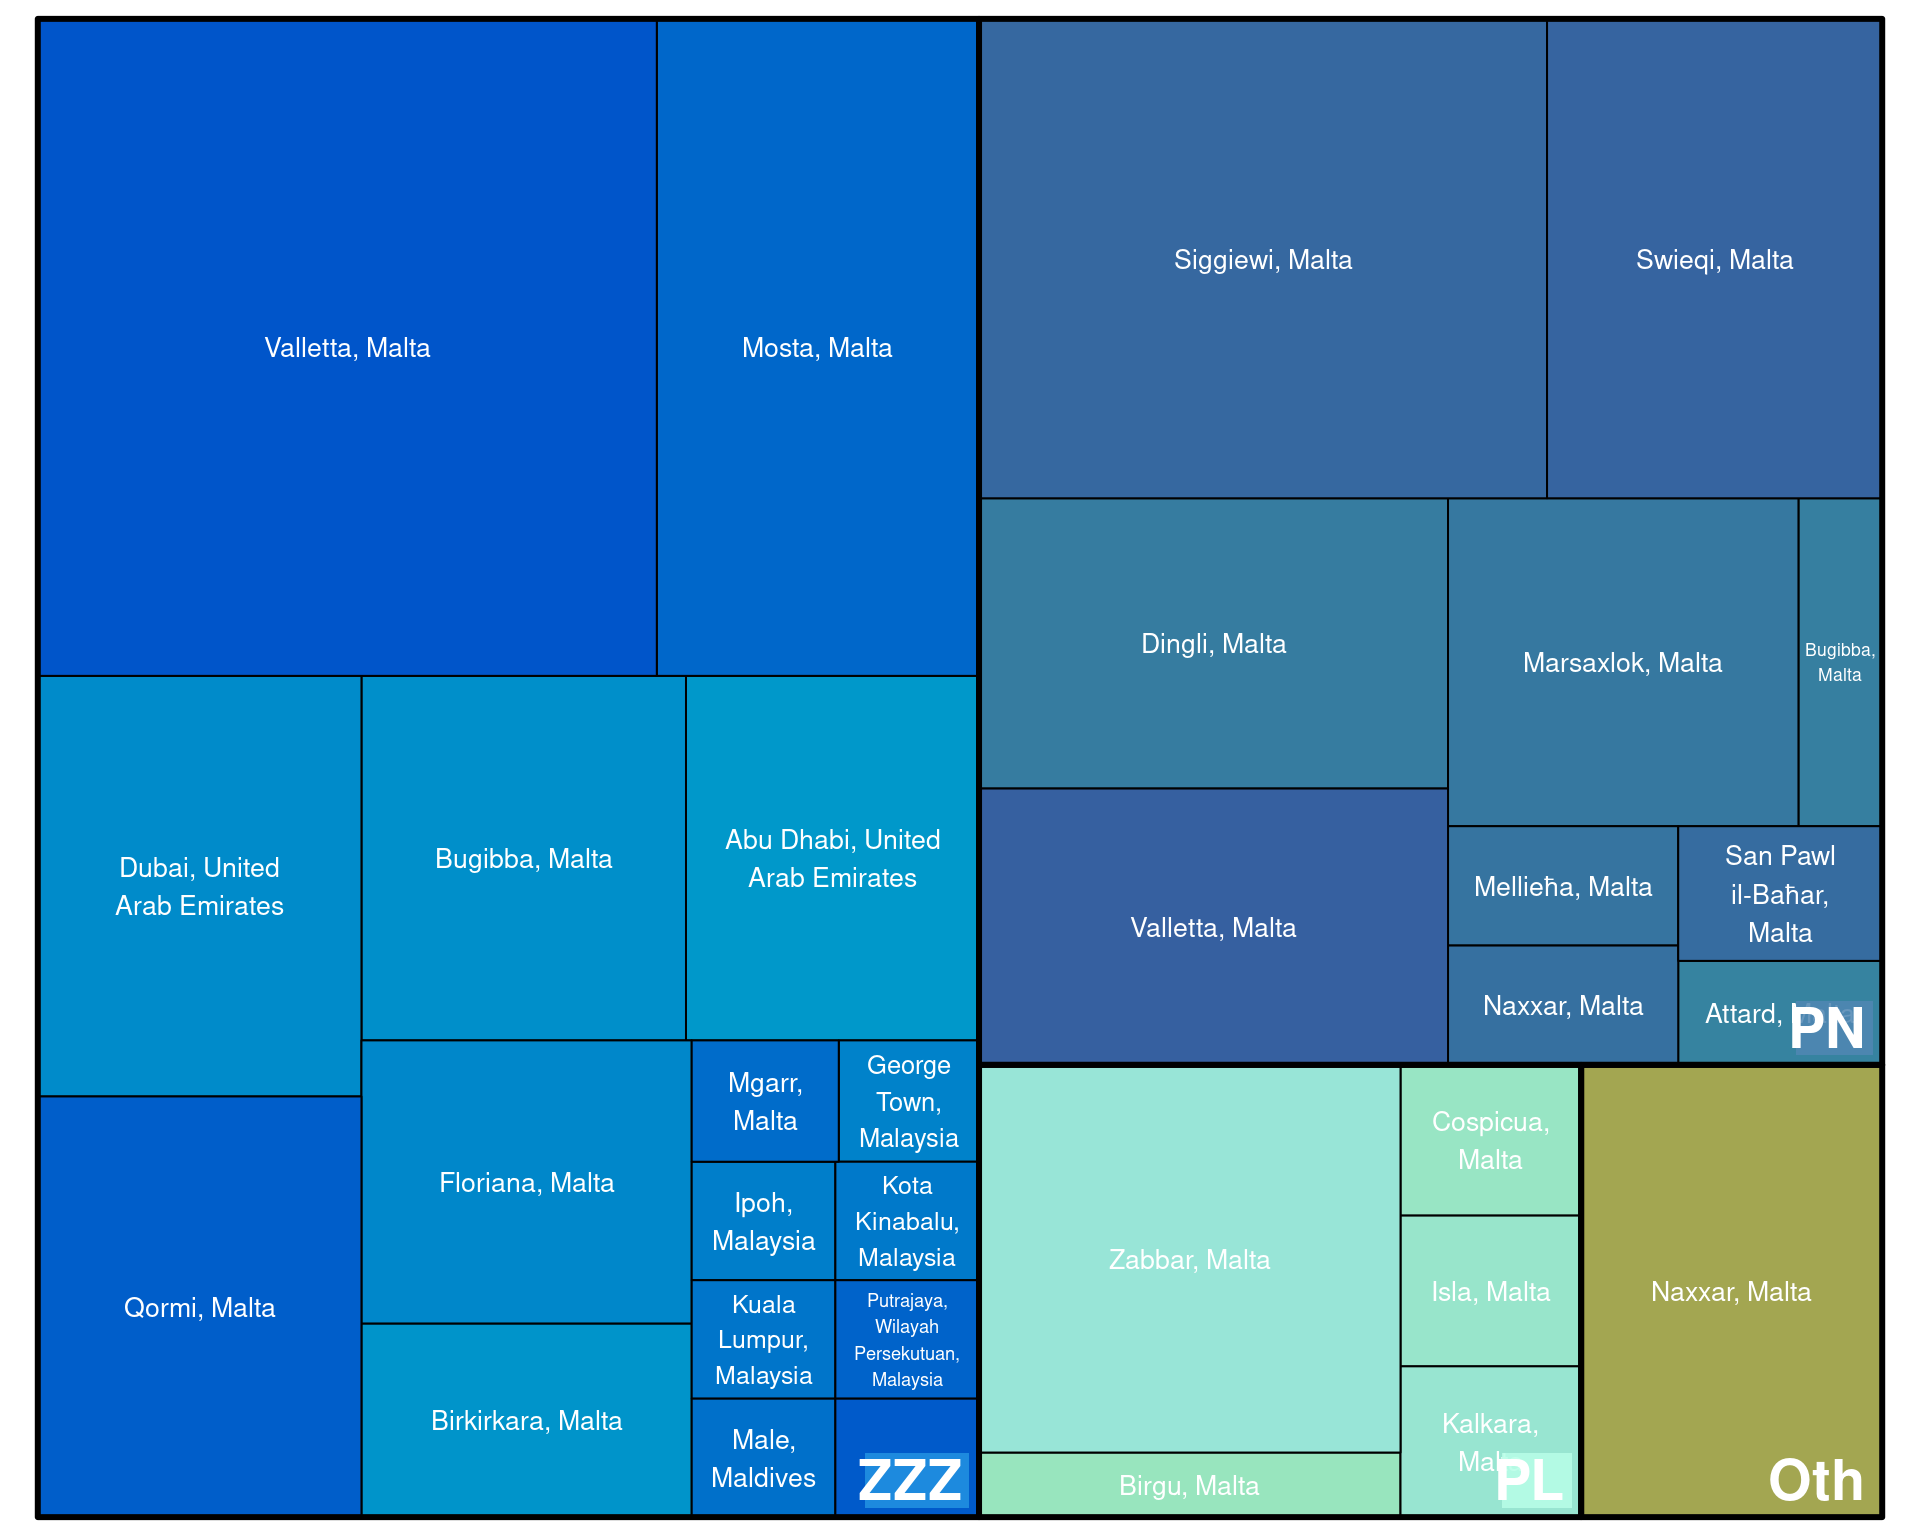 Valletta, Malta
Mosta, Malta
Dubai, United
Arab Emirates
Bugibba, Malta
Abu Dhabi, United
Arab Emirates
Qormi, Malta
Floriana, Malta
Birkirkara, Malta
Mgarr,
Malta
George
Town,
Malaysia
Ipoh,
Malaysia
Kota
Kinabalu,
Malaysia
Kuala
Lumpur,
Malaysia
Putrajaya,
Wilayah
Persekutuan,
Malaysia
Male,
Maldives
ZZZ
Siggiewi, Malta
Swieqi, Malta
Dingli, Malta
Marsaxlok, Malta
Bugibba,
Malta
Valletta, Malta
Mellieħa, Malta
San Pawl
il-Baħar,
Malta
Naxxar, Malta
Attard,
PN
Zabbar, Malta
Cospicua,
Malta
Isla, Malta
Kalkara,
Birgu, Malta
PL
Naxxar, Malta
Oth